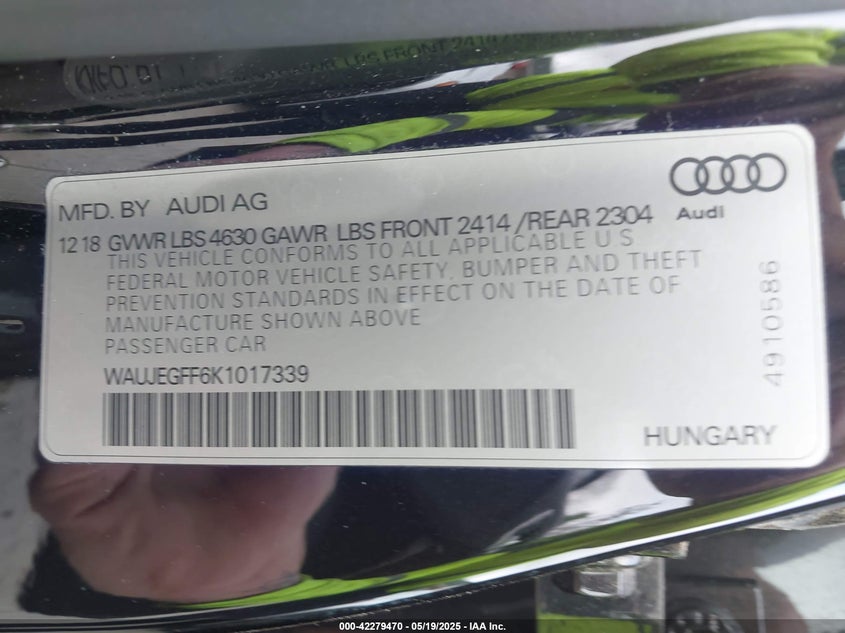 MFD. BY AUDI AG
Audi
12 18 GVWR LBS 4630 GAWR LBS FRONT 2414 /REAR 2304
THIS VEHICLE CONFORMS TO ALL APPLICABLE U.S
FEDERAL MOTOR VEHICLE SAFETY, BUMPER AND THEFT
PREVENTION STANDARDS IN EFFECT ON THE DATE OF
MANUFACTURE SHOWN ABOVE
PASSENGER CAR
WAUJEGFF6K1017339
4910586
HUNGARY
000-42279470 - 05/19/2025 - IAA Inc.